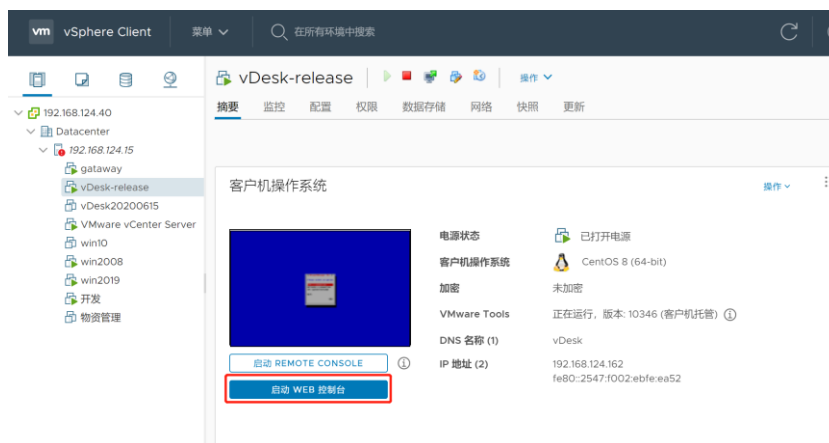 vm vSphere Client 菜单 在所有环境中搜索
vDesk-release 操作
摘要 监控 配置 权限 数据存储 网络 快照 更新
192.168.124.40
Datacenter
192.168.124.15
gataway
vDesk-release
vDesk20200615
VMware vCenter Server
win10
win2008
win2019
开发
物资管理
客户机操作系统 操作
电源状态 已打开电源
客户机操作系统 CentOS 8 (64-bit)
加密 未加密
VMware Tools 正在运行，版本: 10346 (客户机托管)
DNS 名称 (1) vDesk
IP 地址 (2) 192.168.124.162
fe80::2547:f002:ebfe:ea52
启动 REMOTE CONSOLE
启动 WEB 控制台